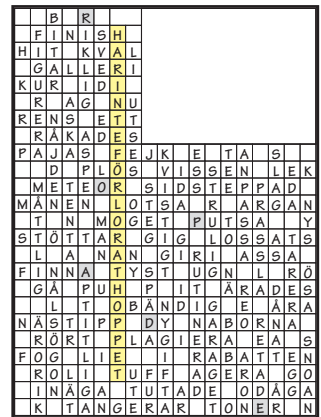 B R
FINISH
HIT KVAL
GALLERI
KUR IDI
R AG NU
RENS ETT
RÅKADES
PAJAS FEJK E TA S
D PLÖS VISSEN LEK
METEOR SIDSTEPPAD
MÅNEN LOTSA R ARGAN
T N MOGET PUTSA Y
STÖTTAR GIG LOSSATS
L A NAN GIRI ASSA
FINNA TYST UGN L RÖ
GÅ PUH P IT ÄRADES
L T OBÄNDIG E ÅRA
NÄSTIPP DY NABORNA
RÖRT PLAGIERA EA S
FOG LIE I RABATTEN
ROLI TUFF AGERA GO
INÄGA TUTADE ODÅGA
K TANGERAR TONER N